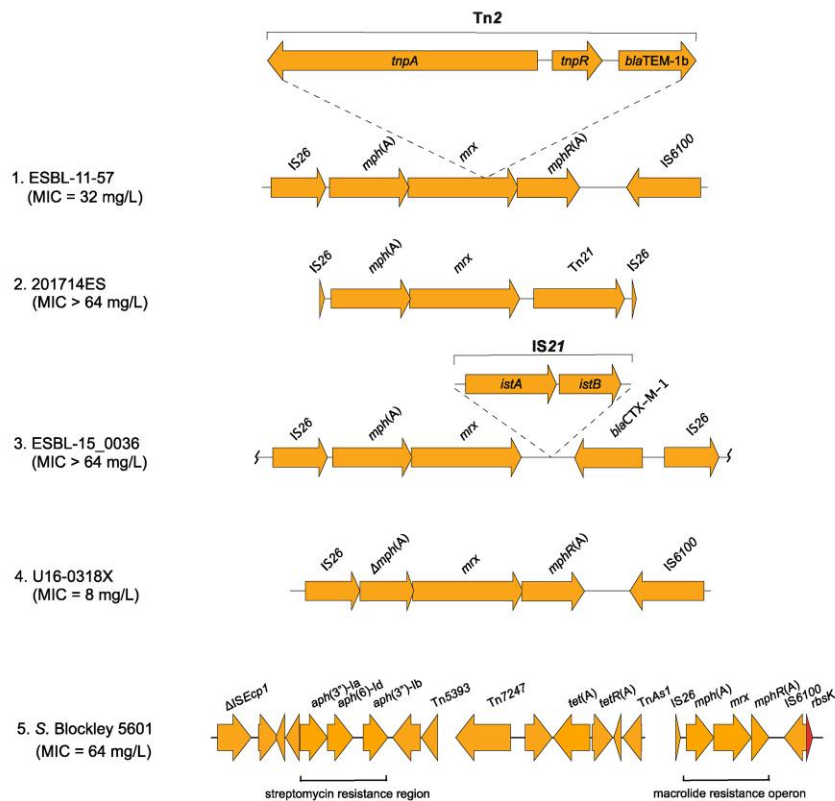 Tn2
tnpA tnpR blaTEM-1b
IS26 mph(A) mrx mphR(A) IS6100
1. ESBL-11-57
(MIC = 32 mg/L)
IS26 mph(A) mrx Tn21 IS26
2. 201714ES
(MIC > 64 mg/L)
IS21
istA istB
IS26 mph(A) mrx blaCTX–M–1 IS26
3. ESBL-15_0036
(MIC > 64 mg/L)
IS26 Δmph(A) mrx mphR(A) IS6100
4. U16-0318X
(MIC = 8 mg/L)
ΔISEcp1 aph(3")-Ia aph(6)-Id aph(3")-Ib Tn5393 Tn7247 tet(A) tetR(A) TnAs1 IS26 mph(A) mrx mphR(A) IS6100 rbsK
5. S. Blockley 5601
(MIC = 64 mg/L)
streptomycin resistance region macrolide resistance operon